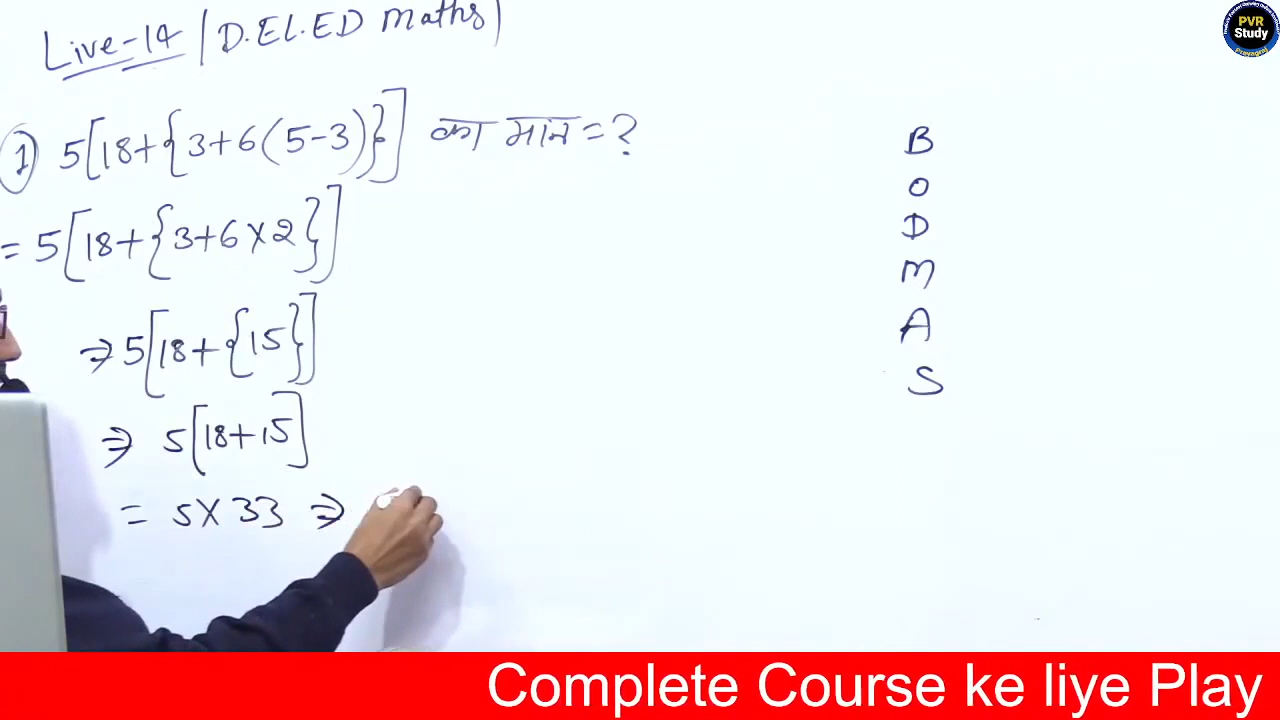 Live-14 | D.EL.ED Maths
1) 5[18+{3+6(5-3)}] का मान = ?
= 5[18+{3+6×2}]
⇒ 5[18+{15}]
⇒ 5[18+15]
= 5×33 ⇒
B
O
D
M
A
S
PVR
Study
Prayagraj
Complete Course ke liye Play